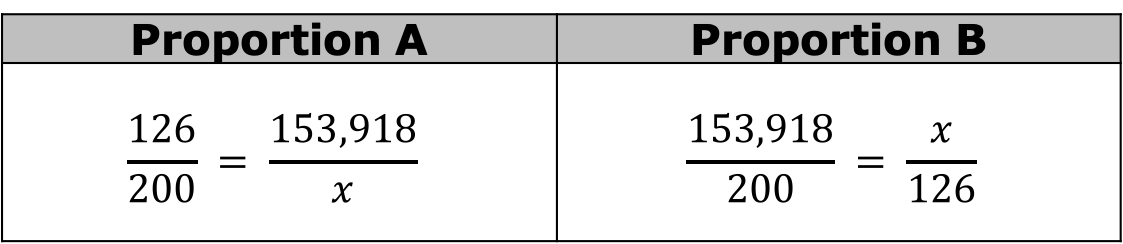 Proportion A
Proportion B
126/200 = 153,918/x
153,918/200 = x/126